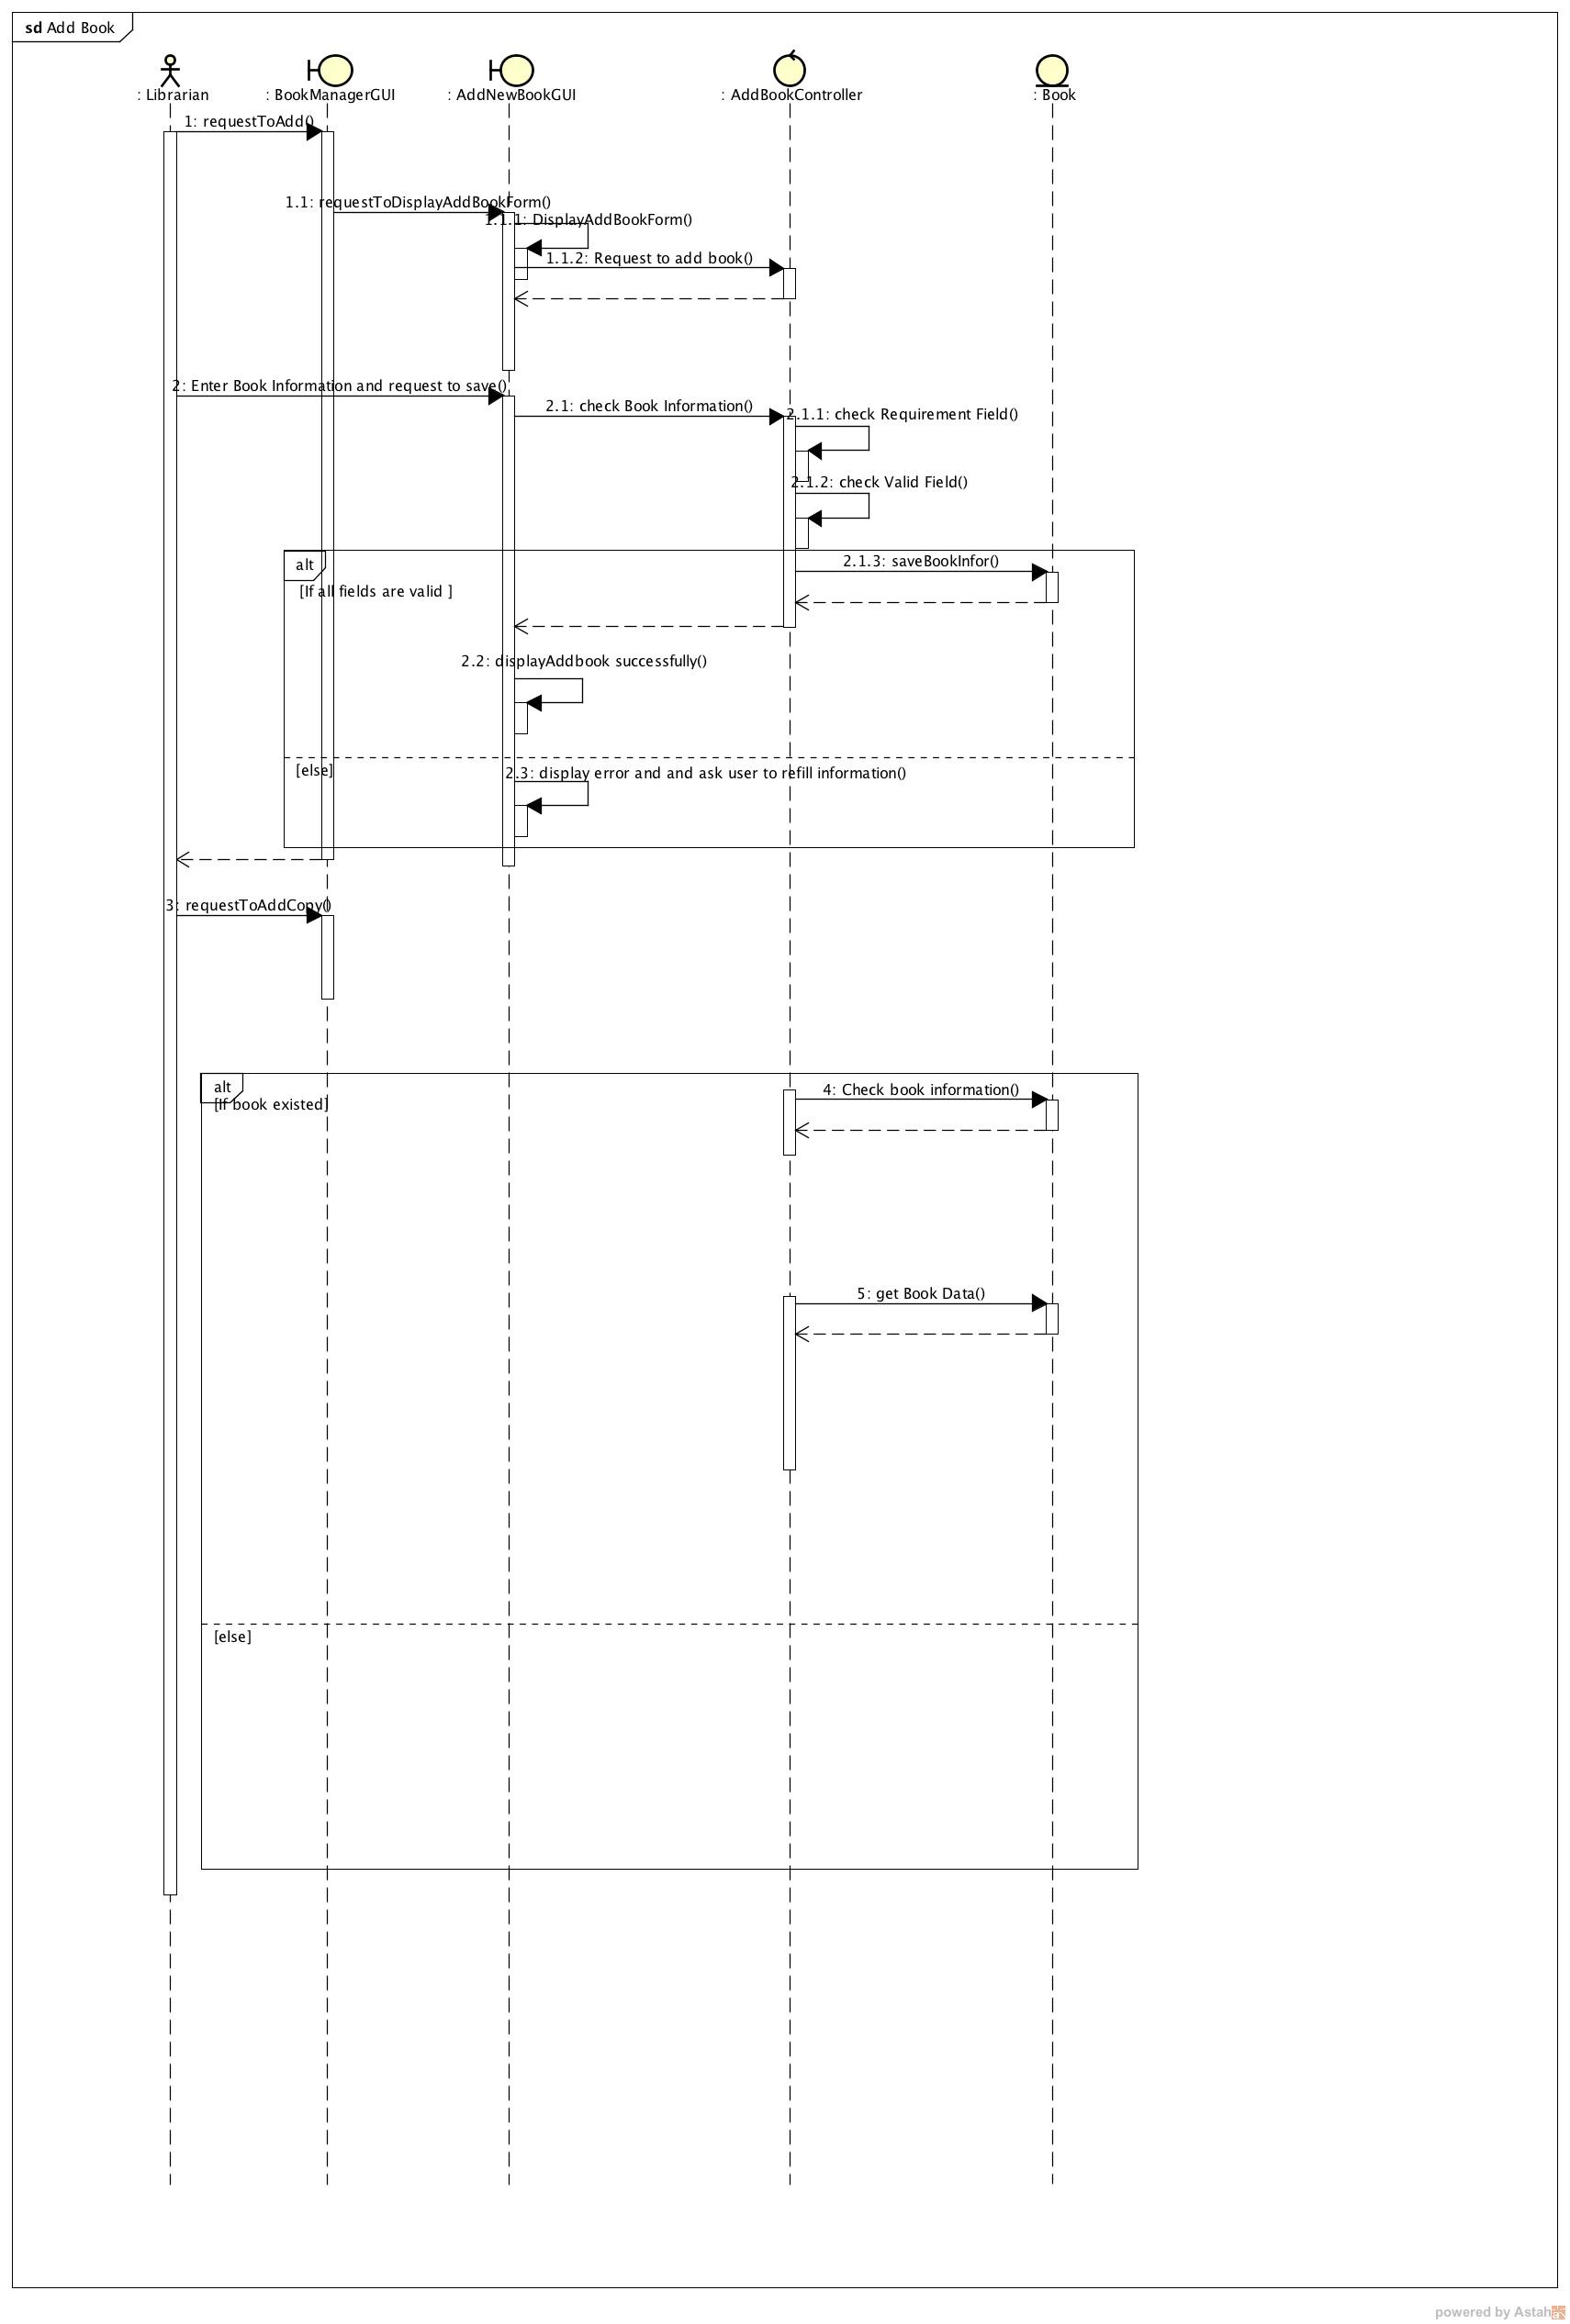 sd Add Book
: Librarian
: BookManagerGUI
: AddNewBookGUI
: AddBookController
: Book
1: requestToAdd()
1.1: requestToDisplayAddBookForm()
1.1.1: DisplayAddBookForm()
1.1.2: Request to add book()
2: Enter Book Information and request to save()
2.1: check Book Information()
2.1.1: check Requirement Field()
2.1.2: check Valid Field()
alt
2.1.3: saveBookInfor()
[If all fields are valid ]
2.2: displayAddbook successfully()
[else]
2.3: display error and and ask user to refill information()
3: requestToAddCopy()
alt
4: Check book information()
[If book existed]
5: get Book Data()
[else]
powered by Astah